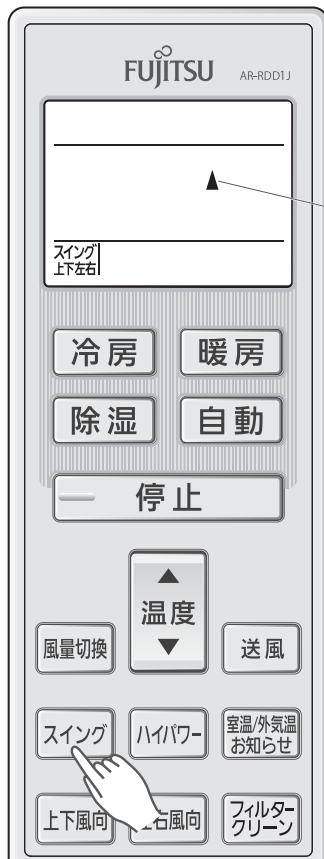 FUJITSU AR-RDD1J
スイング
上下左右
冷房 暖房
除湿 自動
停止
温度
風量切換 送風
スイング ハイパワー 室温/外気温
お知らせ
上下風向 右風向 フィルター
クリーン